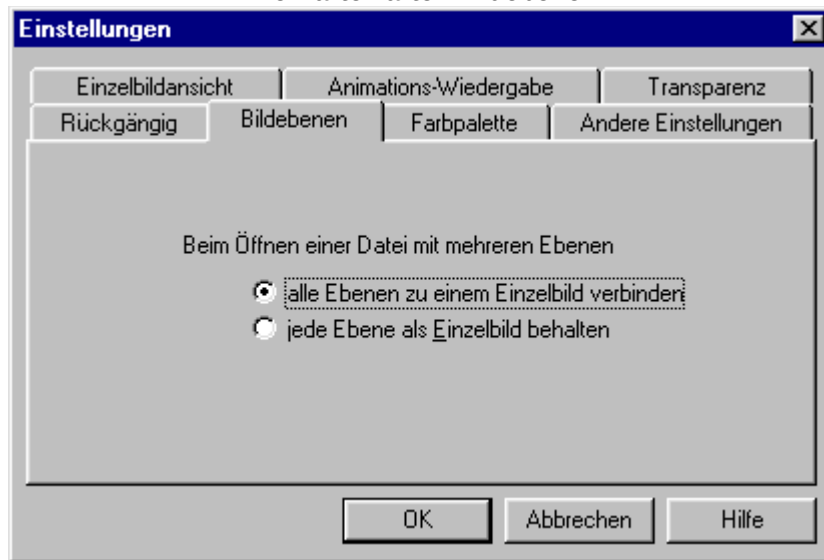 Einstellungen
Einzelbildansicht Animations-Wiedergabe Transparenz
Rückgängig Bildebenen Farbpalette Andere Einstellungen
Beim Öffnen einer Datei mit mehreren Ebenen
alle Ebenen zu einem Einzelbild verbinden
jede Ebene als Einzelbild behalten
OK Abbrechen Hilfe